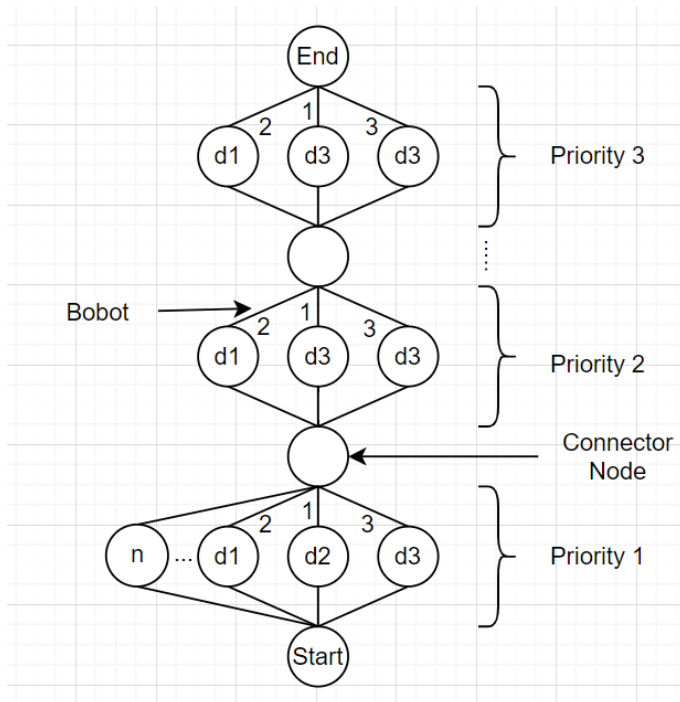 End
2
1
3
d1
d3
d3
Priority 3
Bobot
2
1
3
d1
d3
d3
Priority 2
Connector
Node
2
1
3
n
...
d1
d2
d3
Priority 1
Start